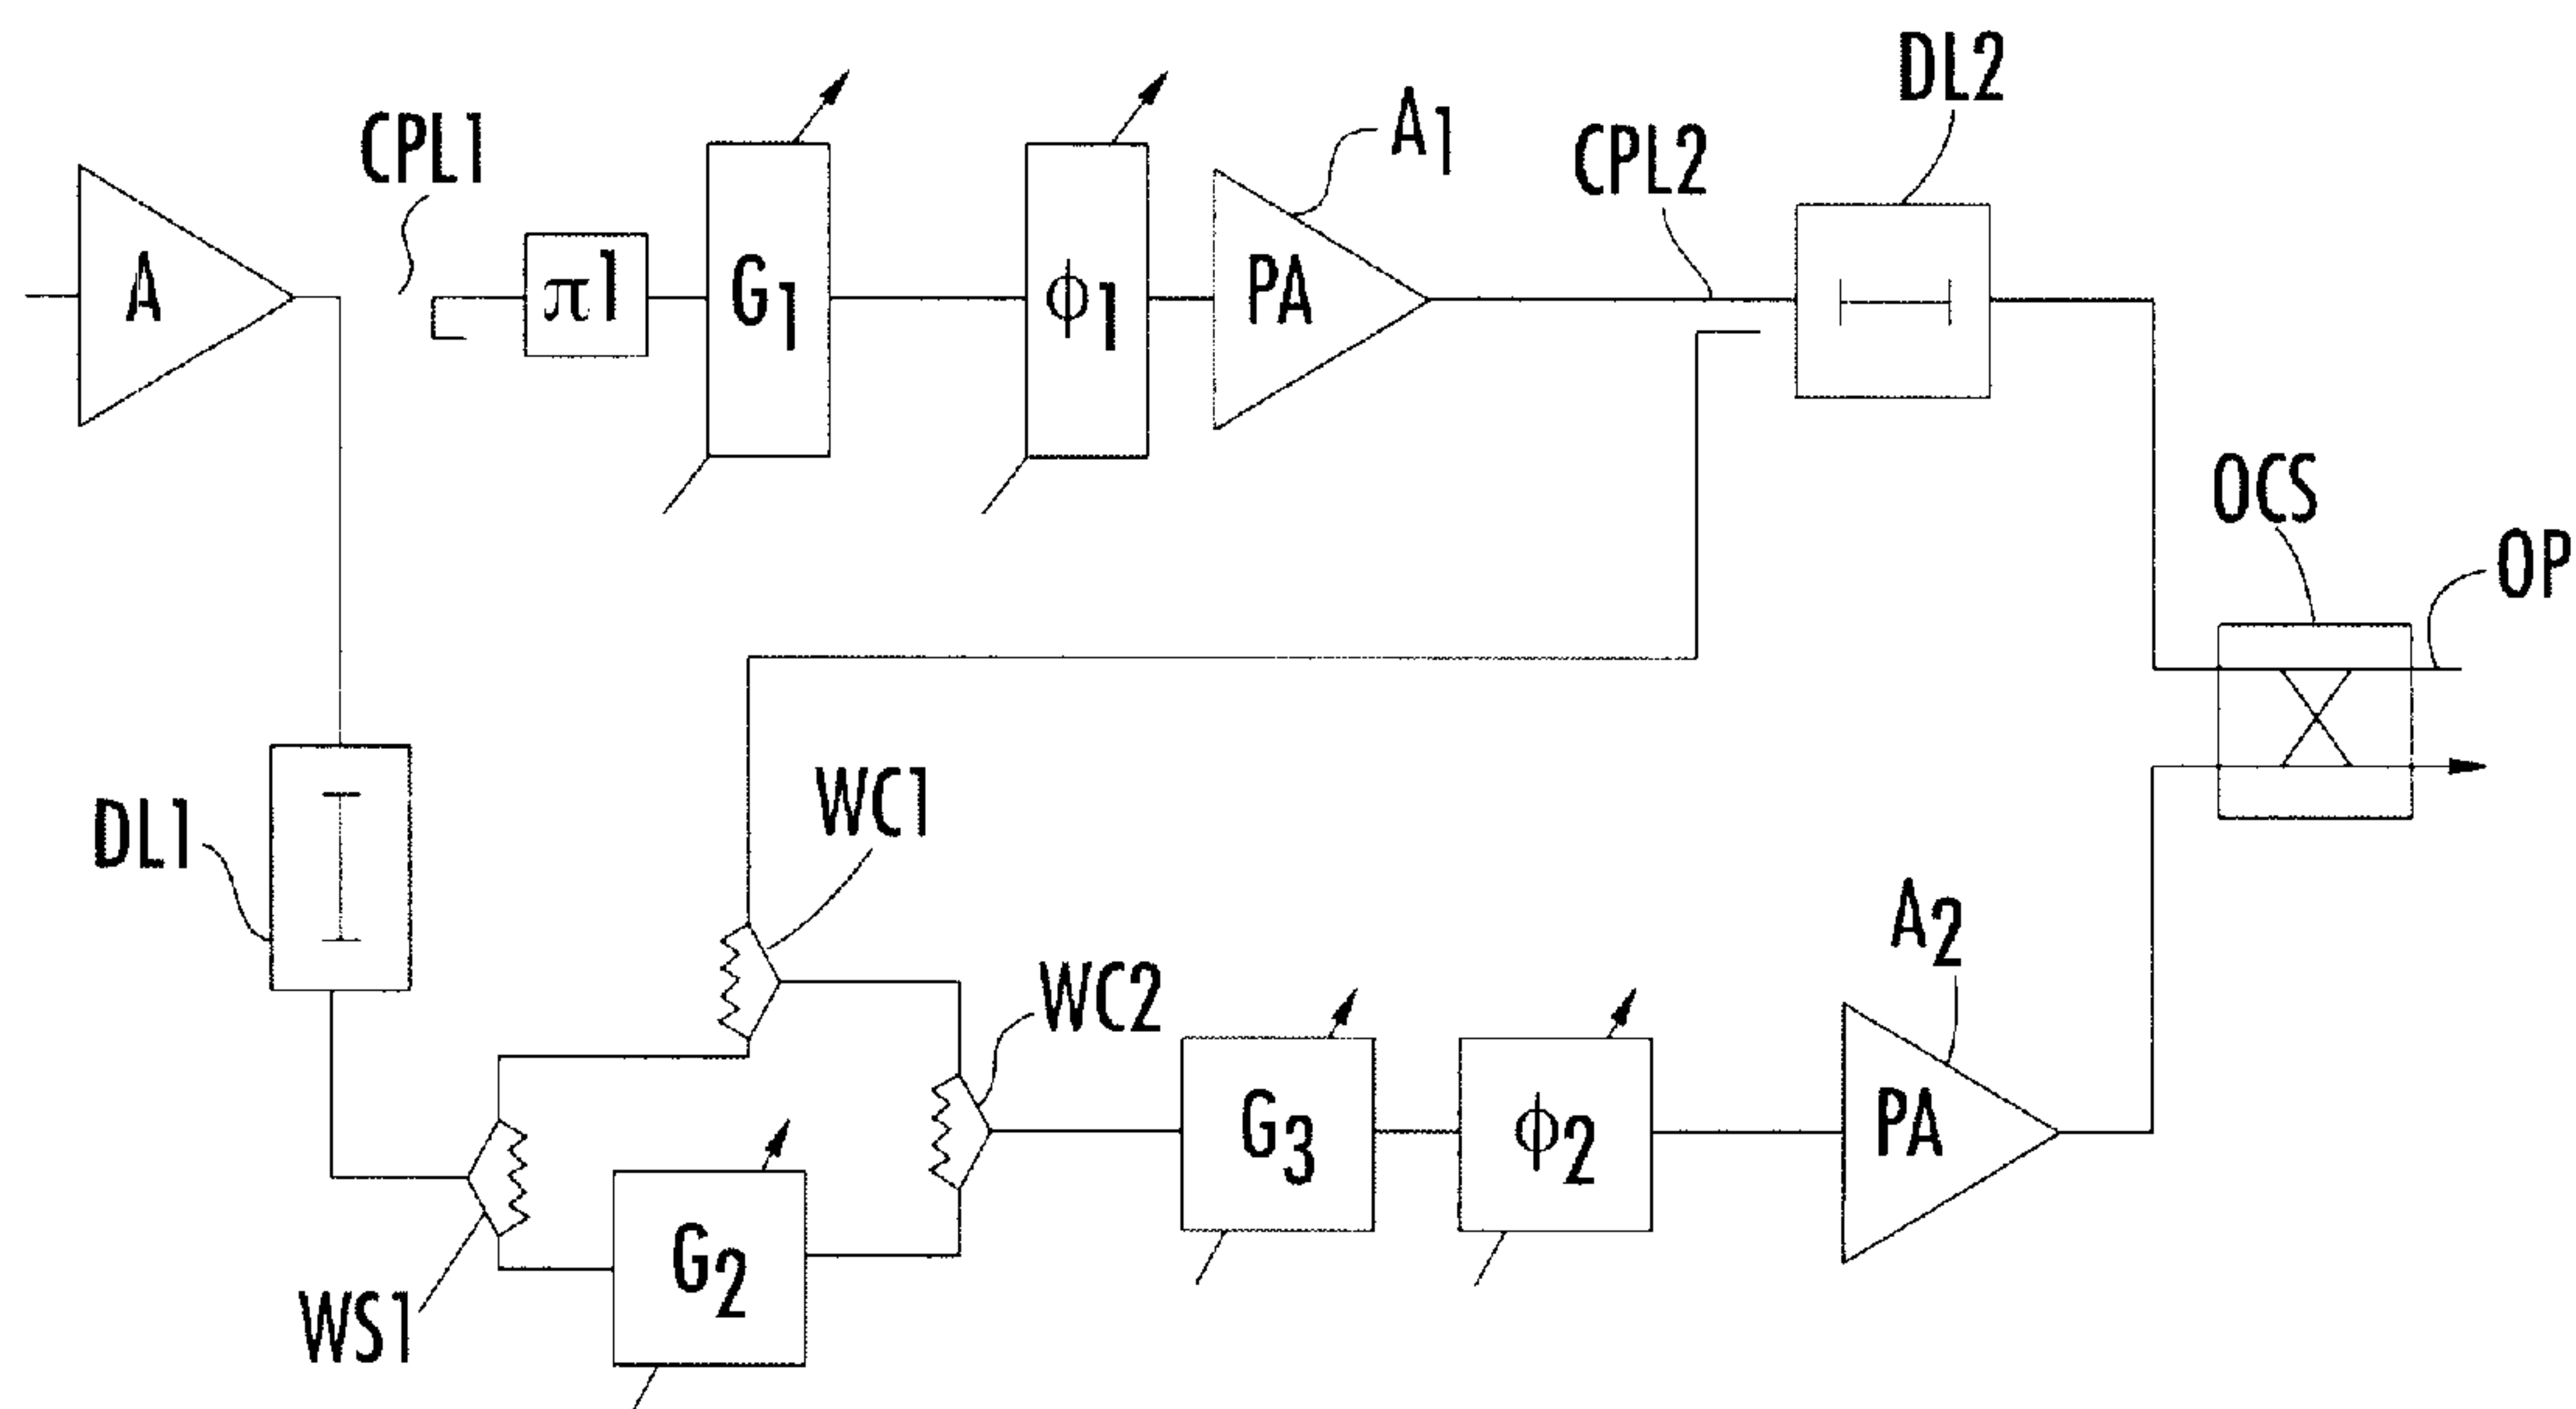 DL2
CPL1
A1
CPL2
A
π1
G1
ϕ1
PA
OCS
OP
WC1
DL1
A2
WC2
G3
ϕ2
PA
G2
WS1